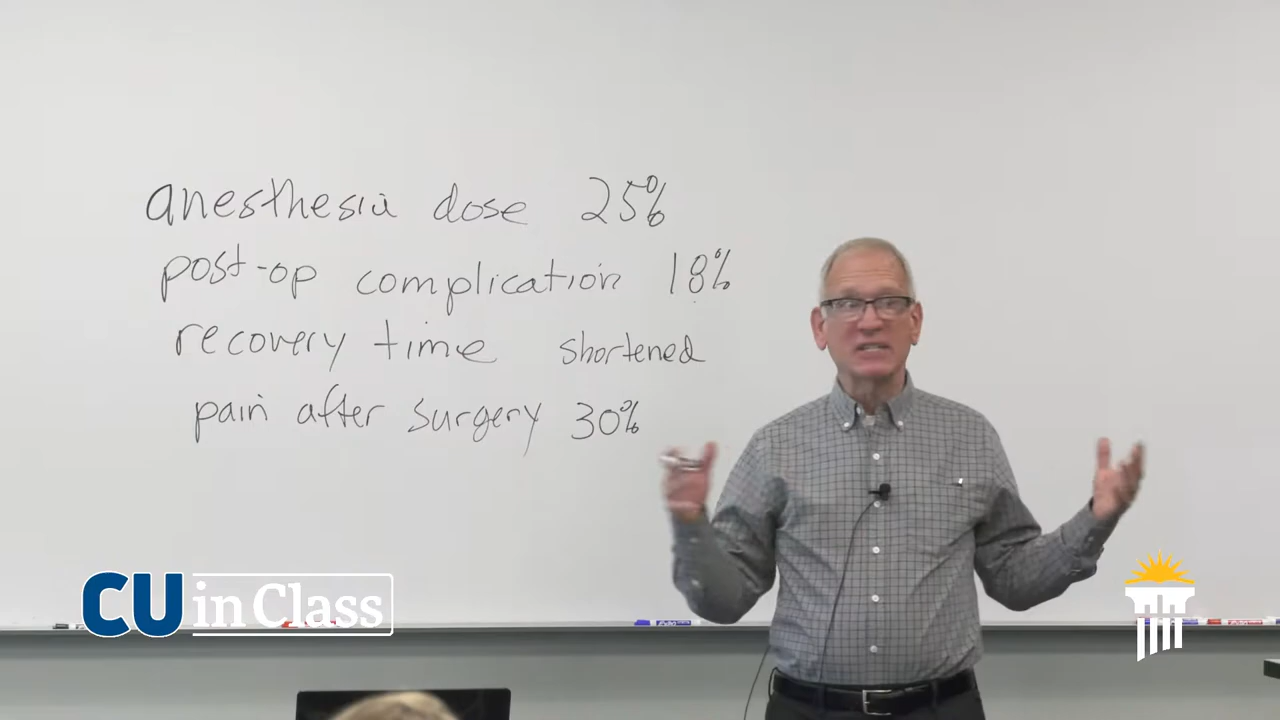 anesthesia dose 25%
post-op complication 18%
recovery time shortened
pain after surgery 30%
CU in Class